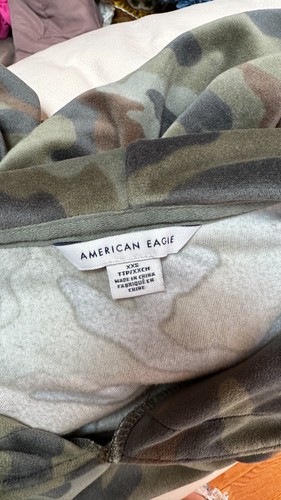 AMERICAN EAGLE
XXS
TTP/XXCH
MADE IN CHINA
FABRIQUÉ EN
CHINE